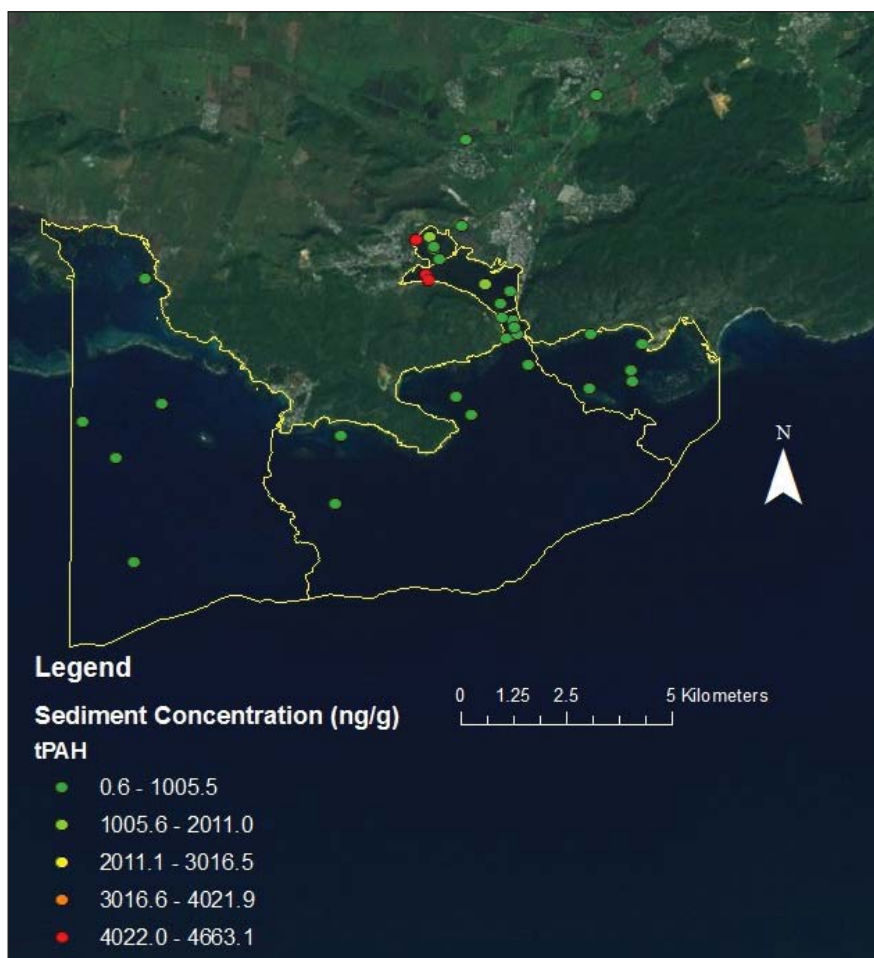 N
Legend
0 1.25 2.5 5 Kilometers
Sediment Concentration (ng/g)
tPAH
0.6 - 1005.5
1005.6 - 2011.0
2011.1 - 3016.5
3016.6 - 4021.9
4022.0 - 4663.1